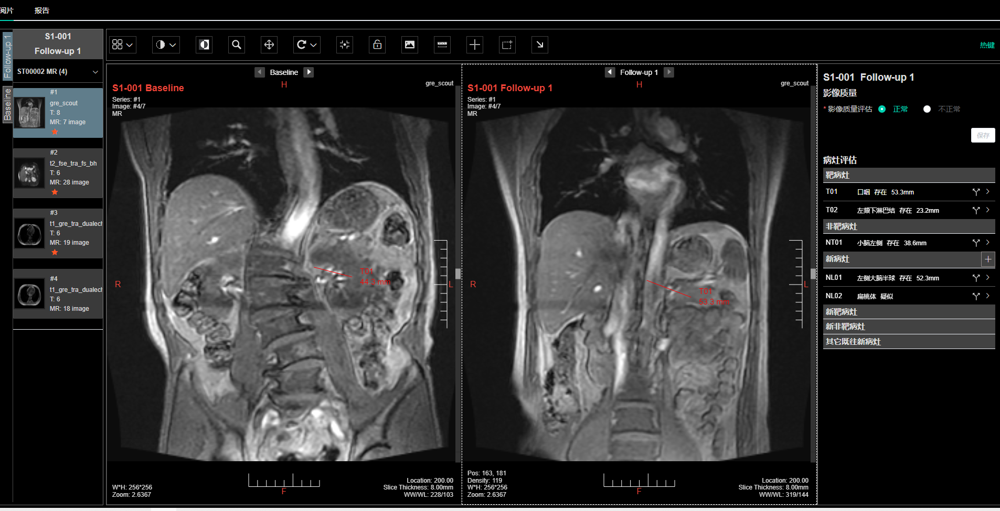 阅片 报告
Follow-up 1
Baseline
S1-001
Follow-up 1
ST00002 MR (4)
#1
gre_scout
T: 8
MR: 7 image
#2
t2_fse_tra_fs_bh
T: 6
MR: 28 image
#3
t1_gre_tra_dualech
T: 6
MR: 19 image
#4
t1_gre_tra_dualech
T: 6
MR: 18 image
热键
Baseline
H
S1-001 Baseline
gre_scout
Series: #1
Image: #4/7
MR
R
L
T01
44.3 mm
W*H: 256*256
Zoom: 2.6367
F
Location: 200.00
Slice Thickness: 8.00mm
WW/WL: 228/103
Follow-up 1
H
S1-001 Follow-up 1
gre_scout
Series: #1
Image: #4/7
MR
R
L
T01
53.3 mm
Pos: 163, 181
Density: 119
W*H: 256*256
Zoom: 2.6367
F
Location: 200.00
Slice Thickness: 8.00mm
WW/WL: 319/144
S1-001 Follow-up 1
影像质量
*影像质量评估 正常 不正常
保存
病灶评估
靶病灶
T01 口咽 存在 53.3mm
T02 左颏下淋巴结 存在 23.2mm
非靶病灶
NT01 小脑左侧 存在 38.6mm
新病灶
NL01 左侧大脑半球 存在 52.3mm
NL02 扁桃体 疑似
新靶病灶
新非靶病灶
其它既往新病灶